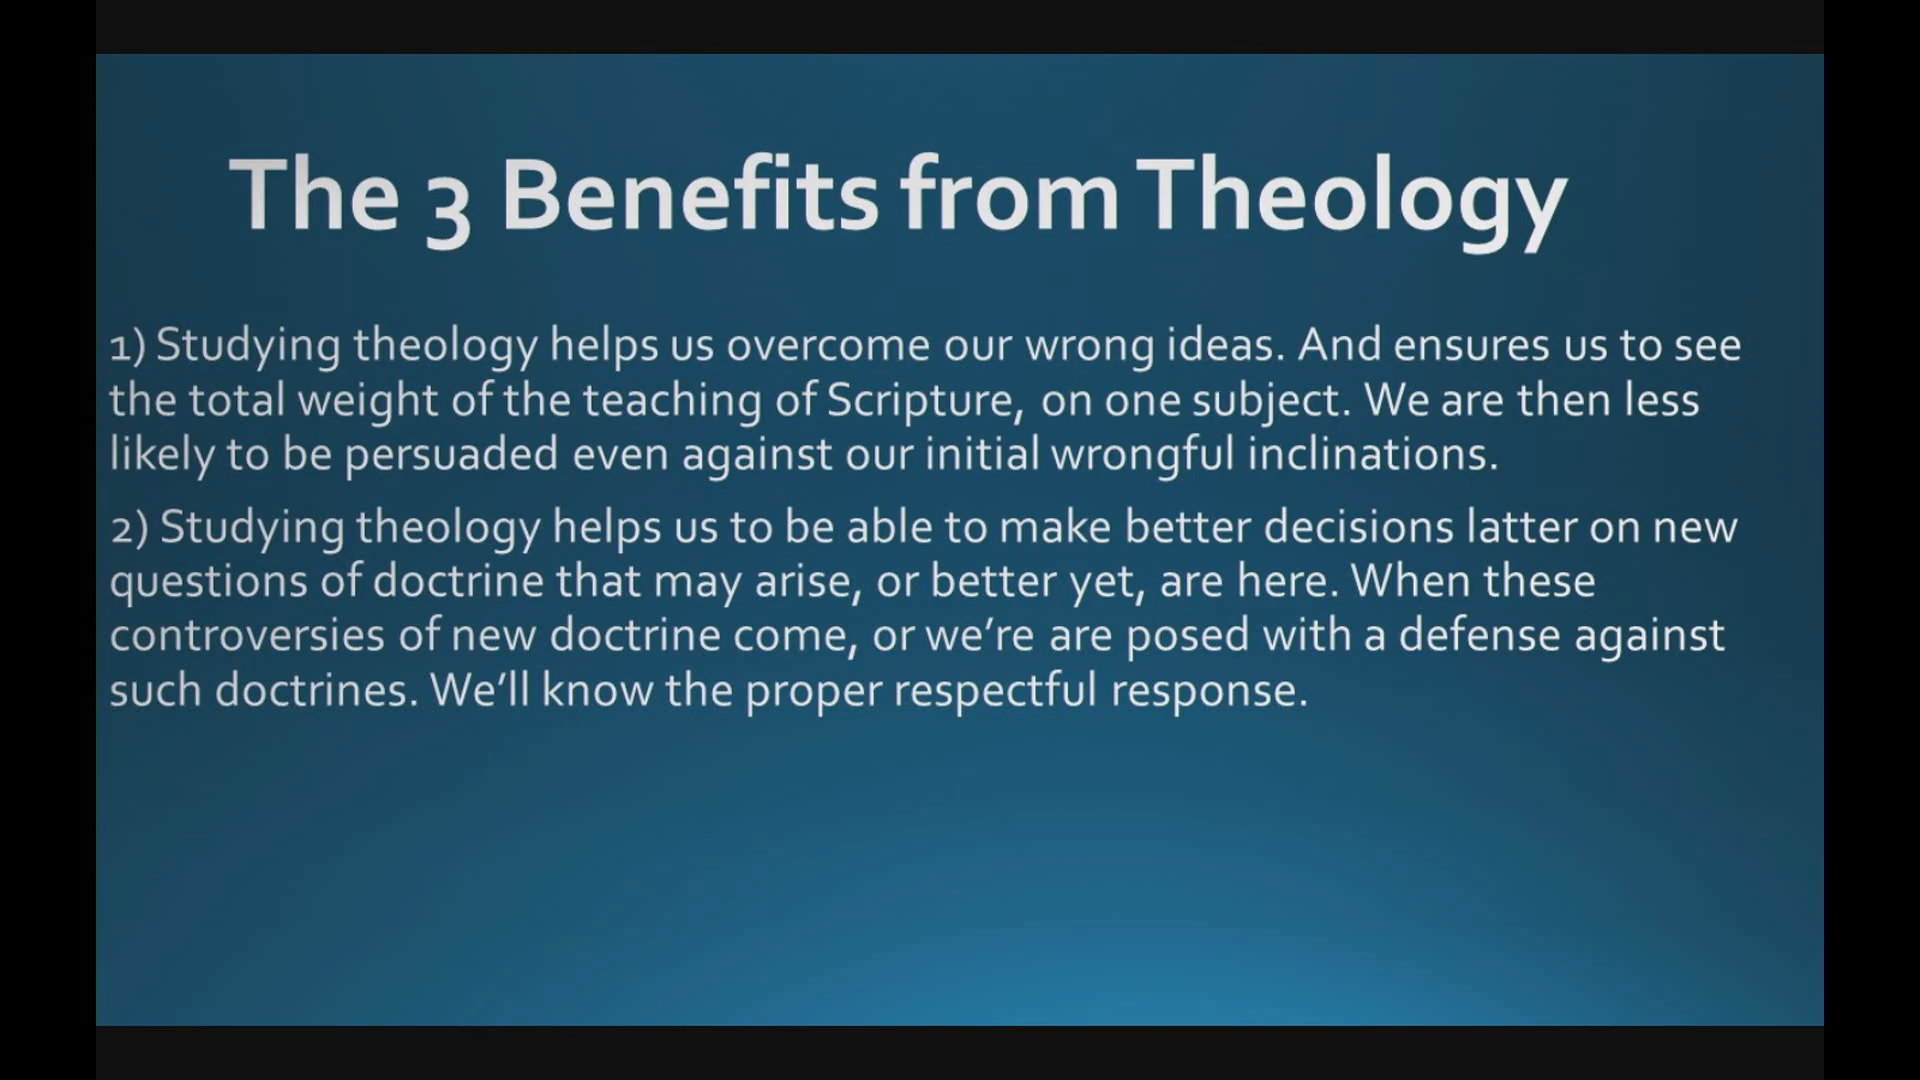 The 3 Benefits from Theology
1) Studying theology helps us overcome our wrong ideas. And ensures us to see
the total weight of the teaching of Scripture, on one subject. We are then less
likely to be persuaded even against our initial wrongful inclinations.
2) Studying theology helps us to be able to make better decisions latter on new
questions of doctrine that may arise, or better yet, are here. When these
controversies of new doctrine come, or we’re are posed with a defense against
such doctrines. We’ll know the proper respectful response.